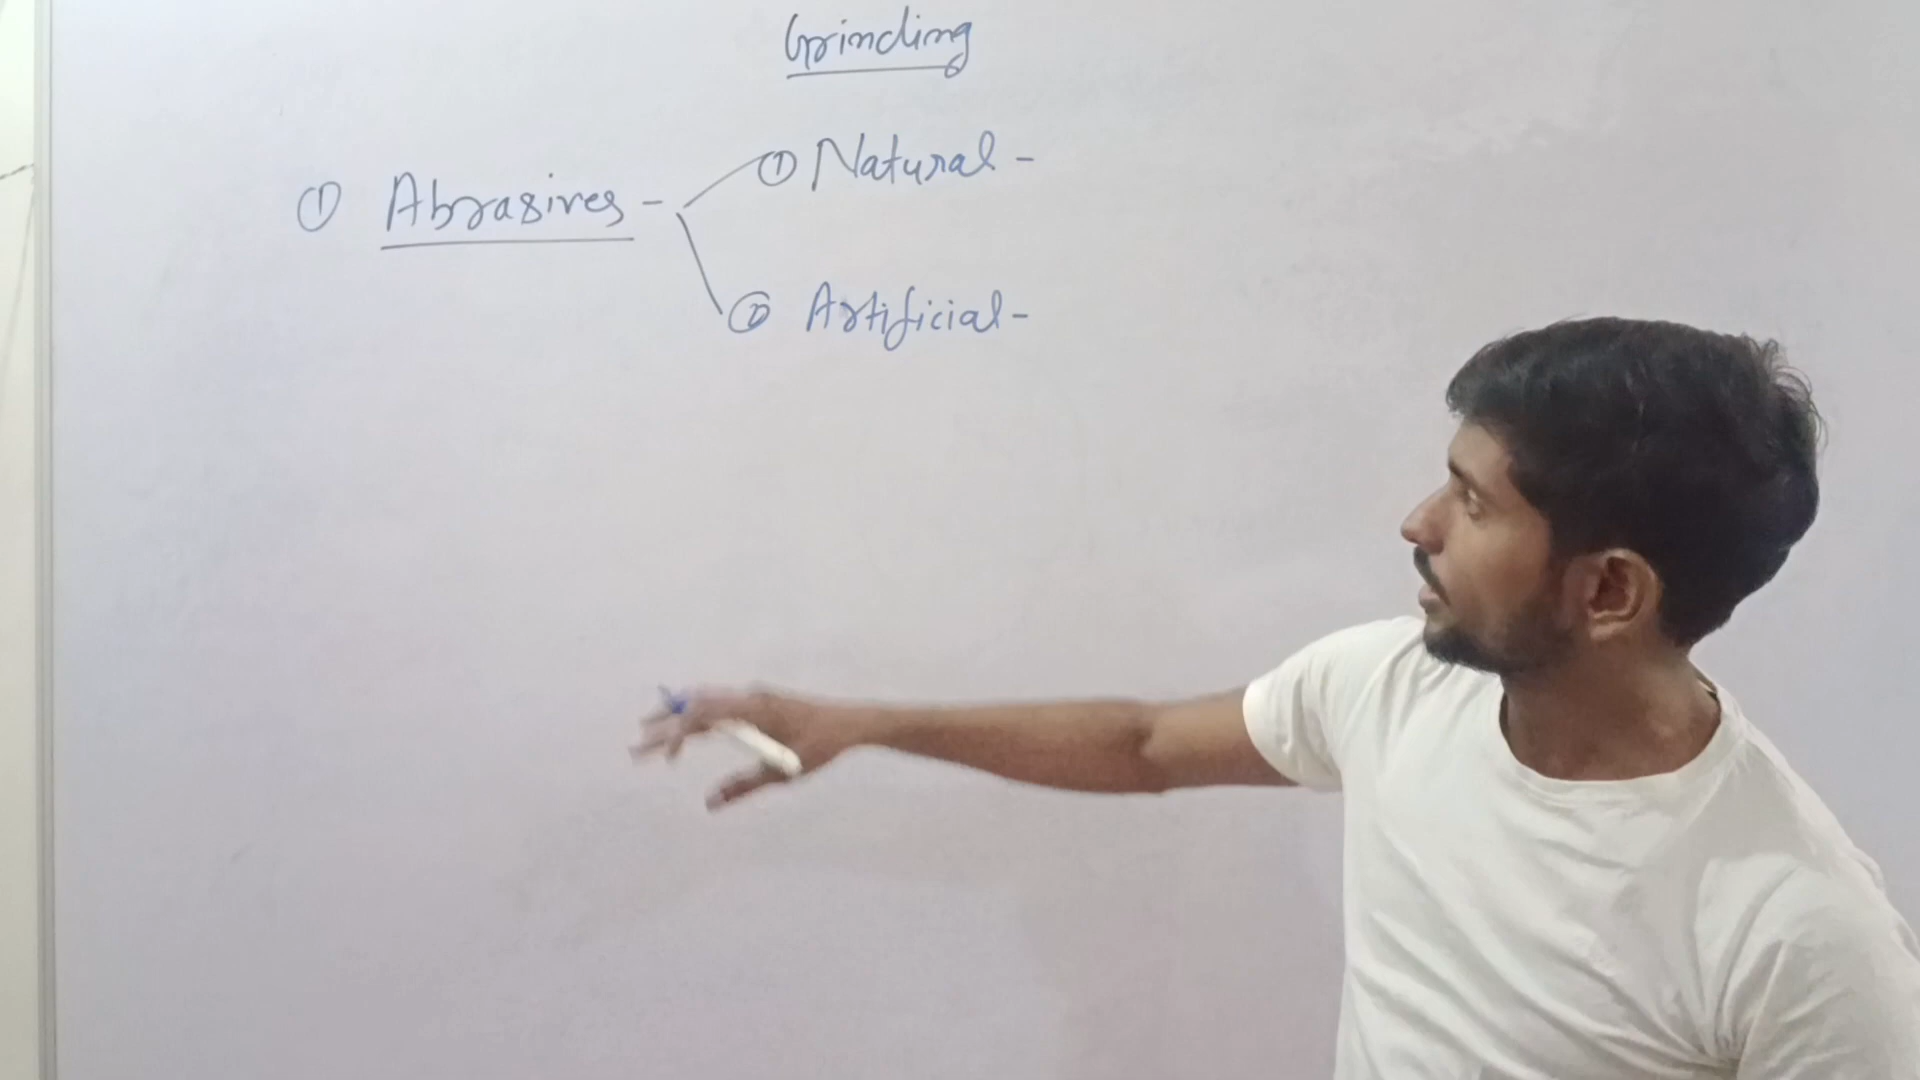 Grinding
① Natural -
① Abrasives -
② Artificial -